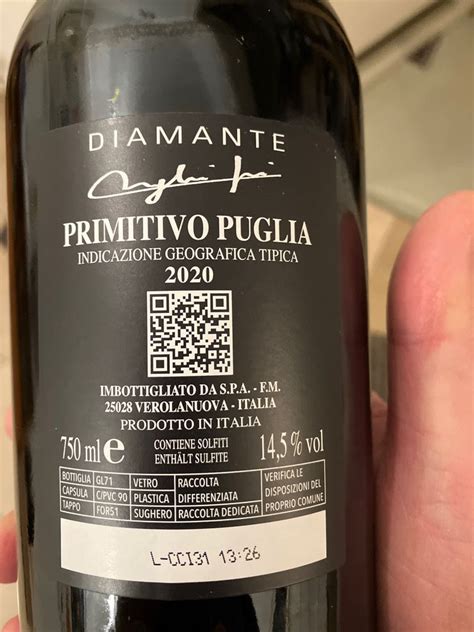 DIAMANTE
PRIMITIVO PUGLIA
INDICAZIONE GEOGRAFICA TIPICA
2020
IMBOTTIGLIATO DA S.P.A. - F.M.
25028 VEROLANUOVA - ITALIA
PRODOTTO IN ITALIA
750 ml e CONTIENE SOLFITI 14,5% vol
ENTHÄLT SULFITE
BOTTIGLIA GL71 VETRO RACCOLTA VERIFICA LE
CAPSULA C/PVC 90 PLASTICA DIFFERENZIATA DISPOSIZIONI DEL
TAPPO FOR51 SUGHERO RACCOLTA DEDICATA PROPRIO COMUNE
L-CCI31 13:26